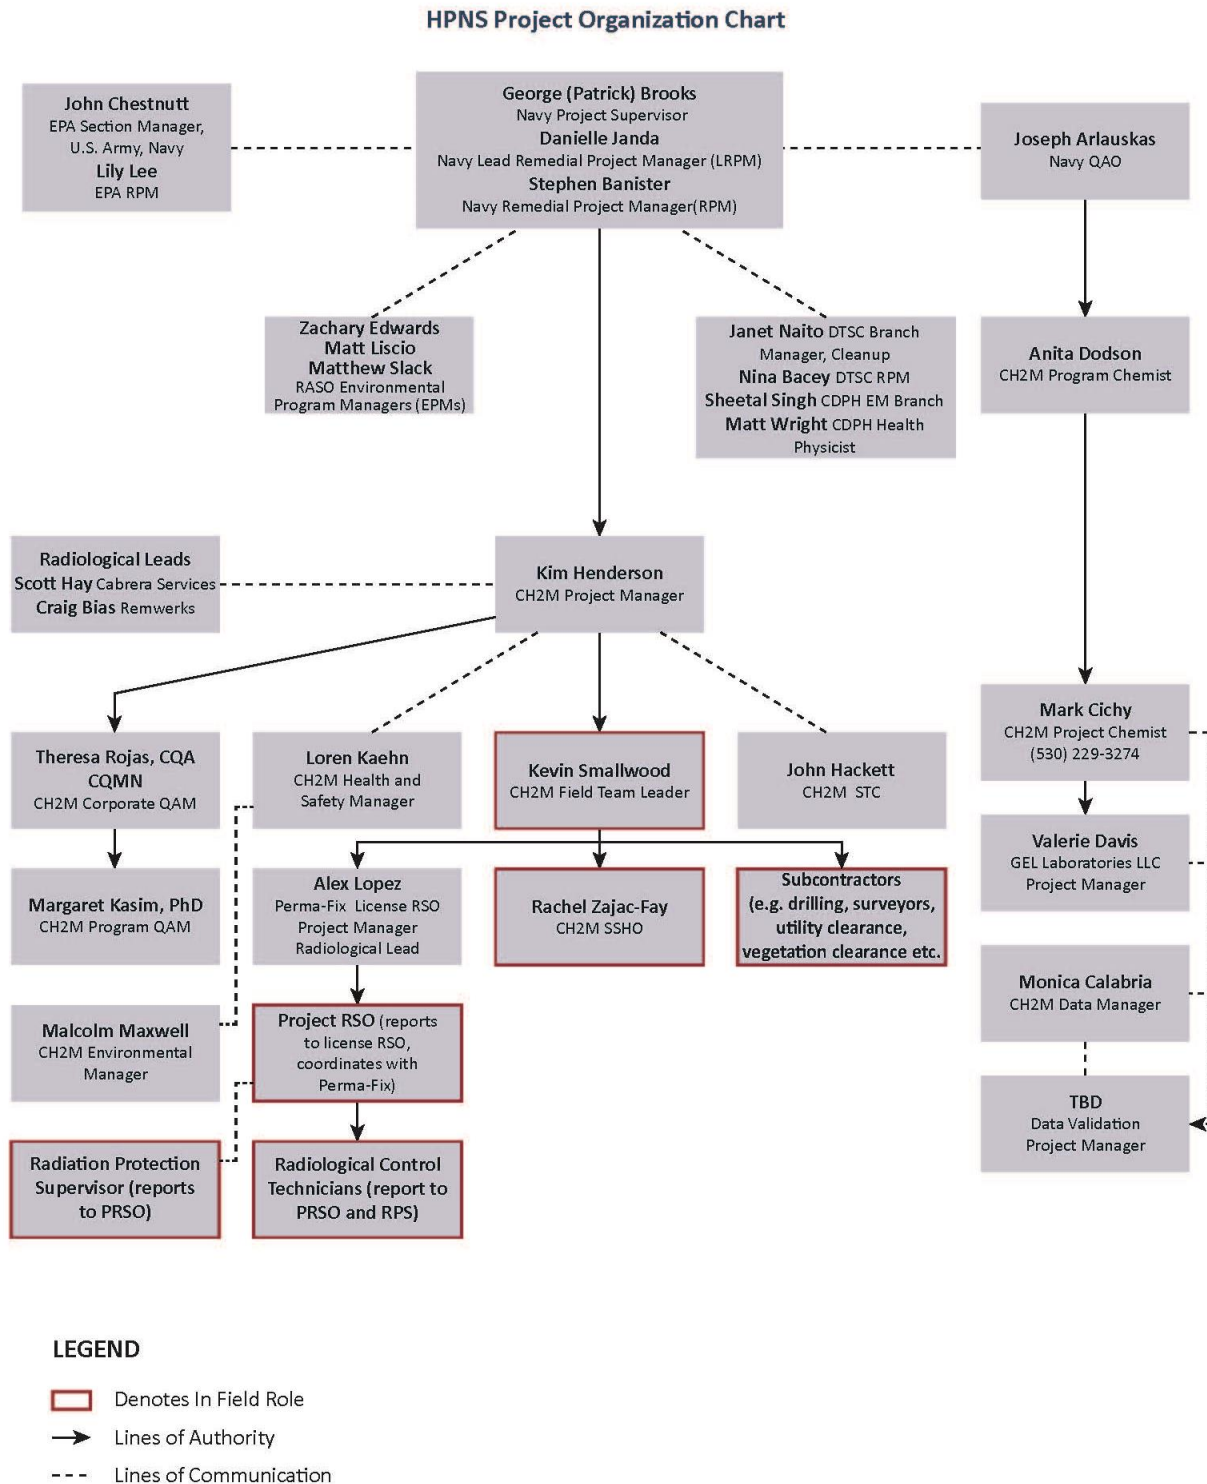 HPNS Project Organization Chart
John Chestnutt
EPA Section Manager,
U.S. Army, Navy
Lily Lee
EPA RPM
George (Patrick) Brooks
Navy Project Supervisor
Danielle Janda
Navy Lead Remedial Project Manager (LRPM)
Stephen Banister
Navy Remedial Project Manager(RPM)
Joseph Arlauskas
Navy QAO
Zachary Edwards
Matt Liscio
Matthew Slack
RASO Environmental
Program Managers (EPMs)
Janet Naito DTSC Branch
Manager, Cleanup
Nina Bacey DTSC RPM
Sheetal Singh CDPH EM Branch
Matt Wright CDPH Health
Physicist
Anita Dodson
CH2M Program Chemist
Radiological Leads
Scott Hay Cabrera Services
Craig Bias Remwerks
Kim Henderson
CH2M Project Manager
Mark Cichy
CH2M Project Chemist
(530) 229-3274
Theresa Rojas, CQA
CQMN
CH2M Corporate QAM
Loren Kaehn
CH2M Health and
Safety Manager
Kevin Smallwood
CH2M Field Team Leader
John Hackett
CH2M STC
Valerie Davis
GEL Laboratories LLC
Project Manager
Margaret Kasim, PhD
CH2M Program QAM
Alex Lopez
Perma-Fix License RSO
Project Manager
Radiological Lead
Rachel Zajac-Fay
CH2M SSHO
Subcontractors
(e.g. drilling, surveyors,
utility clearance,
vegetation clearance etc.
Monica Calabria
CH2M Data Manager
Malcolm Maxwell
CH2M Environmental
Manager
Project RSO (reports
to license RSO,
coordinates with
Perma-Fix)
TBD
Data Validation
Project Manager
Radiation Protection
Supervisor (reports
to PRSO)
Radiological Control
Technicians (report to
PRSO and RPS)
LEGEND
Denotes In Field Role
Lines of Authority
Lines of Communication